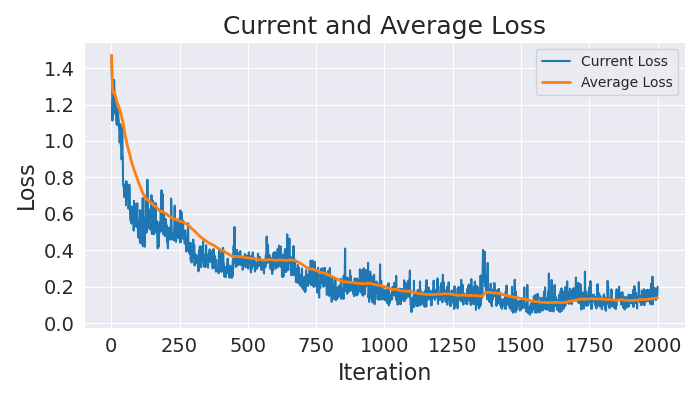 Current and Average Loss
Current Loss
Average Loss
1.4
1.2
1.0
0.8
0.6
0.4
0.2
0.0
Loss
0 250 500 750 1000 1250 1500 1750 2000
Iteration